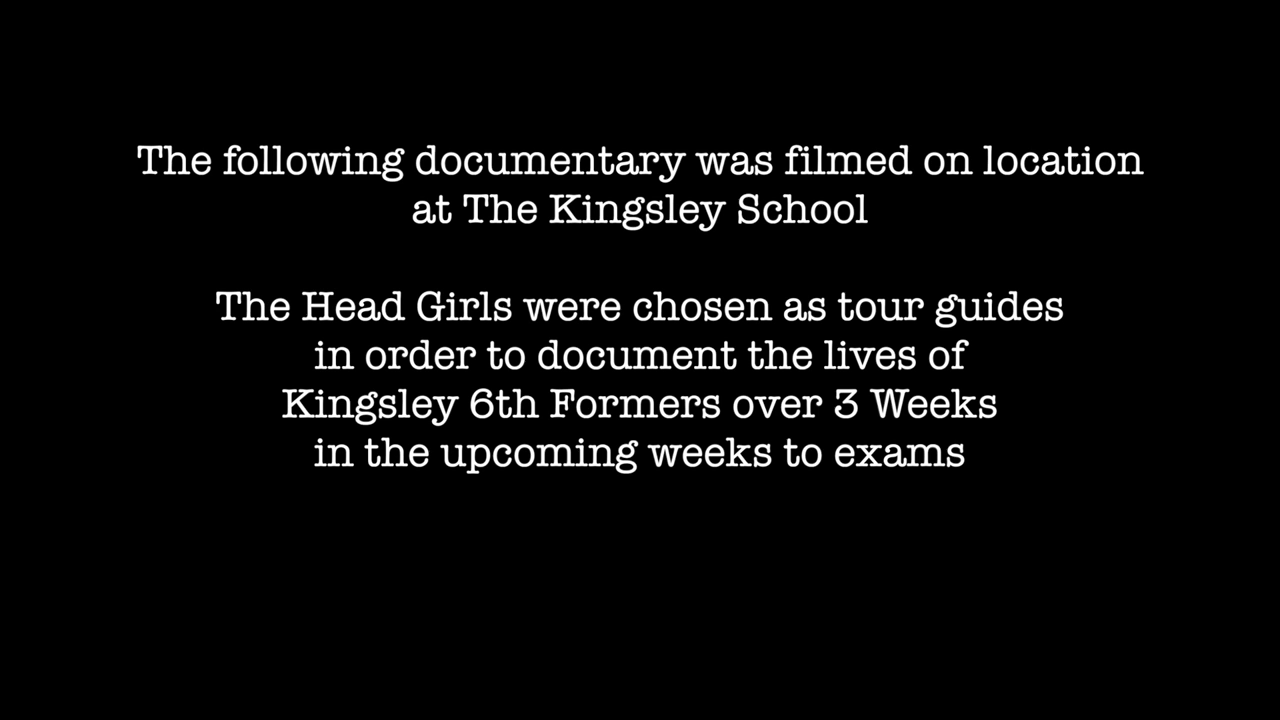 The following documentary was filmed on location
at The Kingsley School
The Head Girls were chosen as tour guides
in order to document the lives of
Kingsley 6th Formers over 3 Weeks
in the upcoming weeks to exams